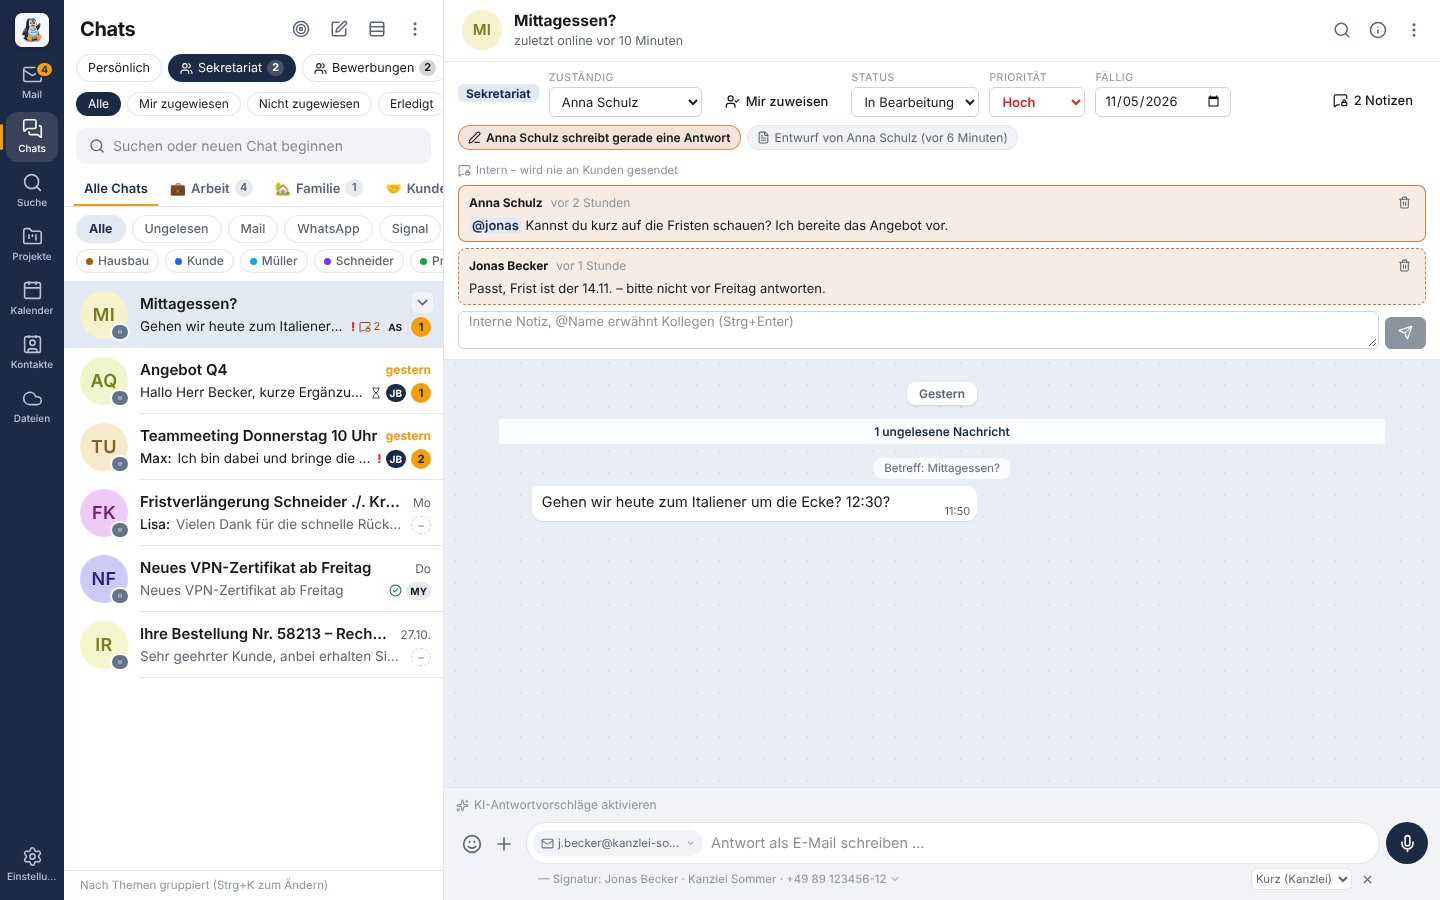 4
Mail
Chats
Suche
Projekte
Kalender
Kontakte
Dateien
Einstellu...
Chats
Persönlich
Sekretariat 2
Bewerbungen 2
Alle
Mir zugewiesen
Nicht zugewiesen
Erledigt
Suchen oder neuen Chat beginnen
Alle Chats
Arbeit 4
Familie 1
Kunde
Alle
Ungelesen
Mail
WhatsApp
Signal
Hausbau
Kunde
Müller
Schneider
Pr
MI
Mittagessen?
Gehen wir heute zum Italiener... ! 2 AS 1
AQ
Angebot Q4 gestern
Hallo Herr Becker, kurze Ergänzu... JB 1
TU
Teammeeting Donnerstag 10 Uhr gestern
Max: Ich bin dabei und bringe die ... ! JB 2
FK
Fristverlängerung Schneider ./. Kr... Mo
Lisa: Vielen Dank für die schnelle Rück... –
NF
Neues VPN-Zertifikat ab Freitag Do
Neues VPN-Zertifikat ab Freitag MY
IR
Ihre Bestellung Nr. 58213 – Rech... 27.10.
Sehr geehrter Kunde, anbei erhalten Si... –
Nach Themen gruppiert (Strg+K zum Ändern)
MI
Mittagessen?
zuletzt online vor 10 Minuten
Sekretariat
ZUSTÄNDIG
Anna Schulz
Mir zuweisen
STATUS
In Bearbeitung
PRIORITÄT
Hoch
FÄLLIG
11/05/2026
2 Notizen
Anna Schulz schreibt gerade eine Antwort
Entwurf von Anna Schulz (vor 6 Minuten)
Intern – wird nie an Kunden gesendet
Anna Schulz vor 2 Stunden
@jonas Kannst du kurz auf die Fristen schauen? Ich bereite das Angebot vor.
Jonas Becker vor 1 Stunde
Passt, Frist ist der 14.11. – bitte nicht vor Freitag antworten.
Interne Notiz, @Name erwähnt Kollegen (Strg+Enter)
Gestern
1 ungelesene Nachricht
Betreff: Mittagessen?
Gehen wir heute zum Italiener um die Ecke? 12:30?
11:50
KI-Antwortvorschläge aktivieren
j.becker@kanzlei-so...
Antwort als E-Mail schreiben ...
— Signatur: Jonas Becker · Kanzlei Sommer · +49 89 123456-12
Kurz (Kanzlei)